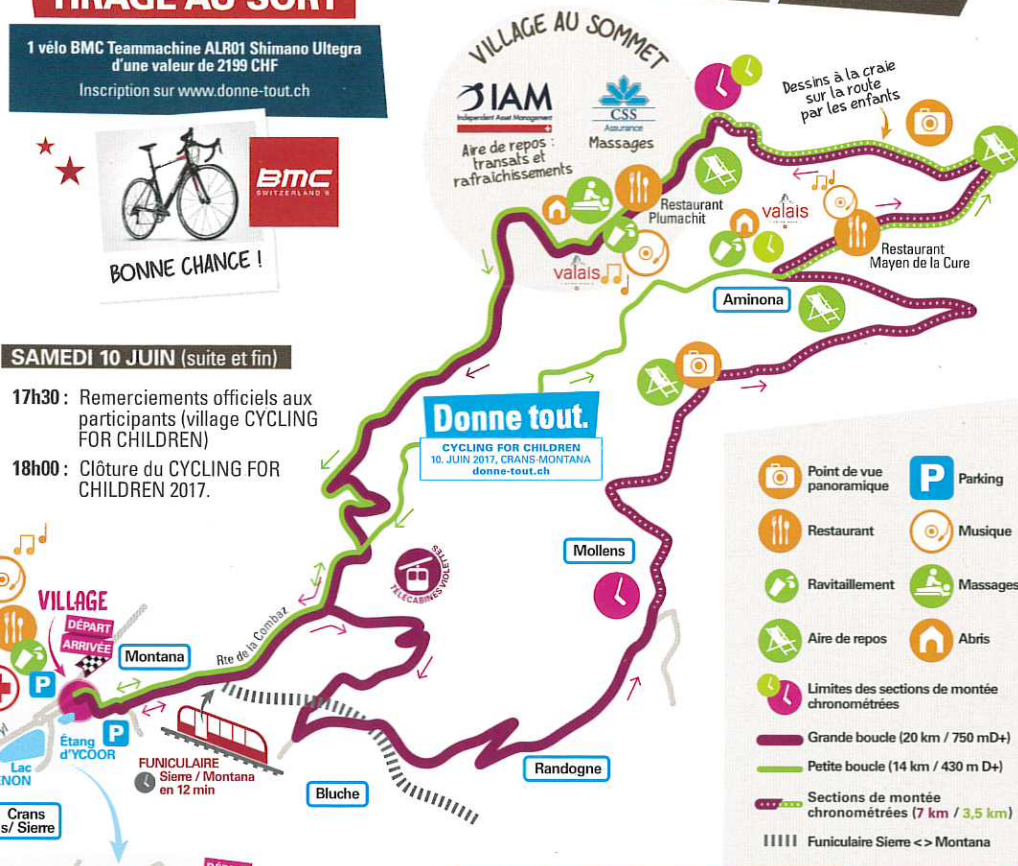 TIRAGE AU SORT
1 vélo BMC Teammachine ALR01 Shimano Ultegra
d'une valeur de 2199 CHF
Inscription sur www.donne-tout.ch
BMC
SWITZERLAND
BONNE CHANCE !
SAMEDI 10 JUIN (suite et fin)
17h30 : Remerciements officiels aux
participants (village CYCLING
FOR CHILDREN)
18h00 : Clôture du CYCLING FOR
CHILDREN 2017.
VILLAGE AU SOMMET
IAM
Independent Asset Management
CSS
Assurance
Aire de repos :
transats et
rafraîchissements
Massages
Restaurant
Plumachit
valais
valais
Dessins à la craie
sur la route
par les enfants
Restaurant
Mayen de la Cure
Aminona
Donne tout.
CYCLING FOR CHILDREN
10. JUIN 2017, CRANS-MONTANA
donne-tout.ch
TÉLÉCABINES VIOLETTES
Mollens
VILLAGE
DÉPART
ARRIVÉE
P
Montana
Rte de la Combaz
P
Étang
d'YCOOR
Lac
FUNICULAIRE
Sierre / Montana
en 12 min
Bluche
Randogne
Crans
s/ Sierre
DÉPART
Point de vue
panoramique
P
Parking
Restaurant
Musique
Ravitaillement
Massages
Aire de repos
Abris
Limites des sections de montée
chronométrées
Grande boucle (20 km / 750 mD+)
Petite boucle (14 km / 430 m D+)
Sections de montée
chronométrées (7 km / 3,5 km)
Funiculaire Sierre <> Montana